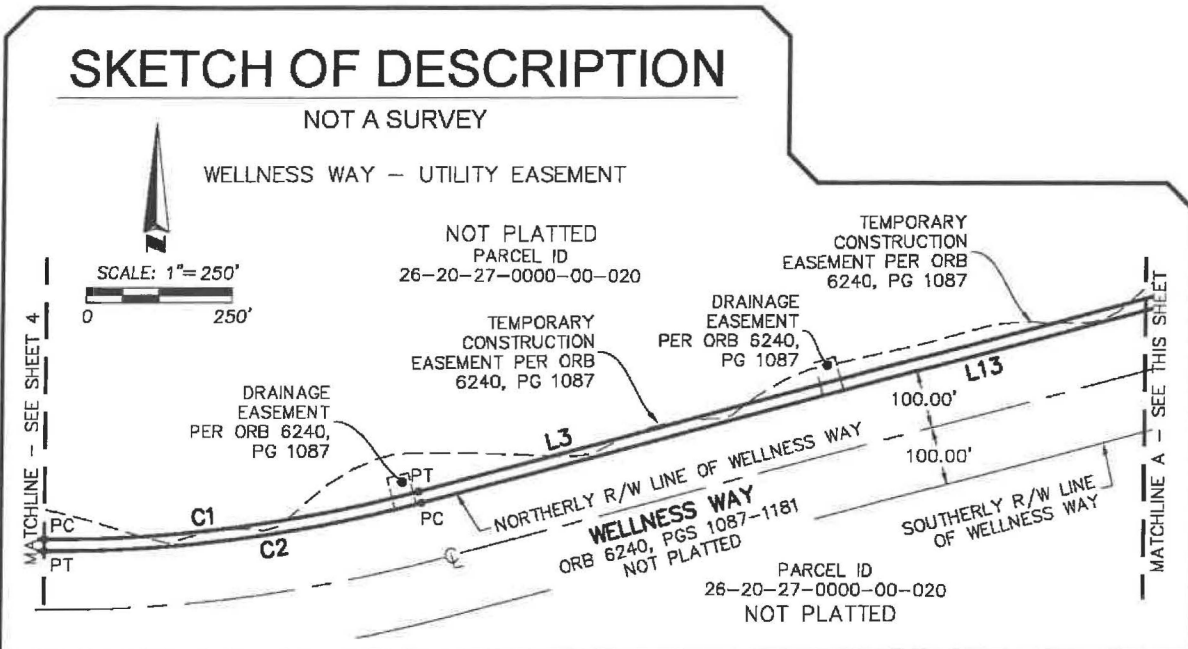 SKETCH OF DESCRIPTION
NOT A SURVEY
WELLNESS WAY – UTILITY EASEMENT
N
SCALE: 1"= 250'
0
250'
NOT PLATTED
PARCEL ID
26–20–27–0000–00–020
TEMPORARY
CONSTRUCTION
EASEMENT PER ORB
6240, PG 1087
DRAINAGE
EASEMENT
PER ORB 6240,
PG 1087
TEMPORARY
CONSTRUCTION
EASEMENT PER ORB
6240, PG 1087
DRAINAGE
EASEMENT
PER ORB 6240,
PG 1087
MATCHLINE – SEE SHEET 4
PC
PT
C1
C2
PT
PC
L3
L13
100.00'
100.00'
NORTHERLY R/W LINE OF WELLNESS WAY
WELLNESS WAY
ORB 6240, PGS 1087–1181
NOT PLATTED
CL
SOUTHERLY R/W LINE
OF WELLNESS WAY
PARCEL ID
26–20–27–0000–00–020
NOT PLATTED
MATCHLINE A – SEE THIS SHEET